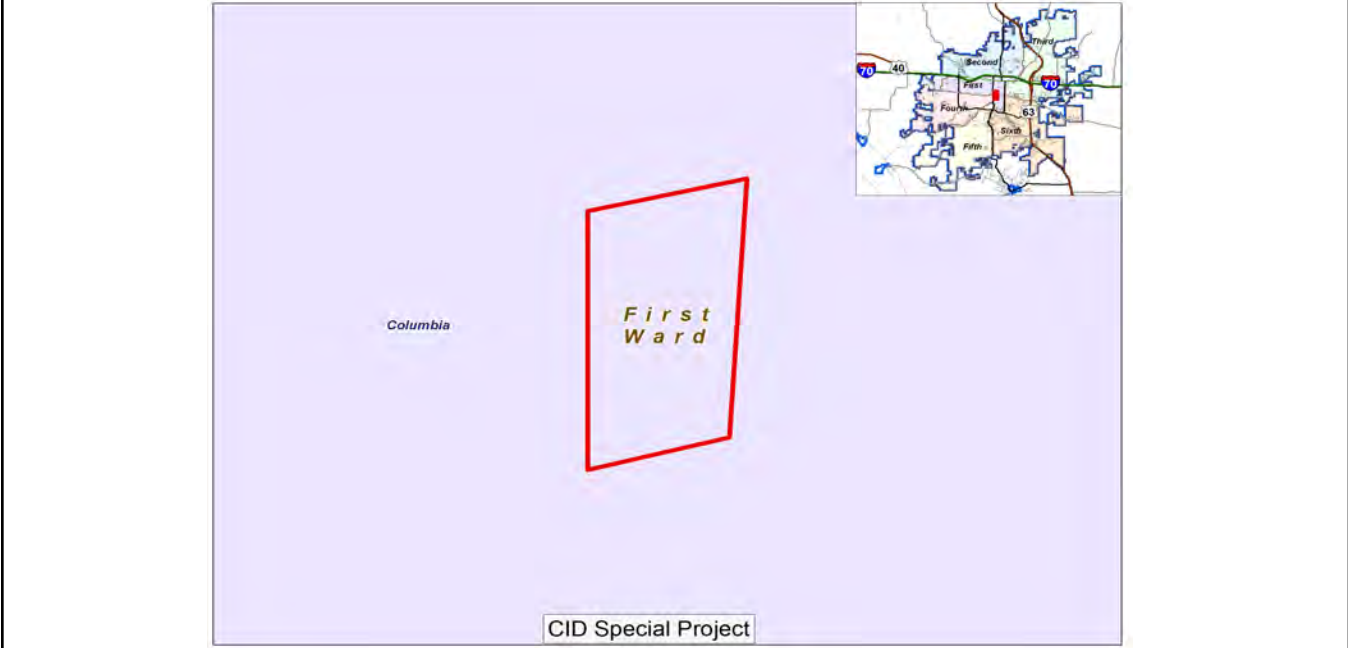 Third
Second
70
40
70
First
Fourth
63
Sixth
Fifth
First
Ward
Columbia
CID Special Project